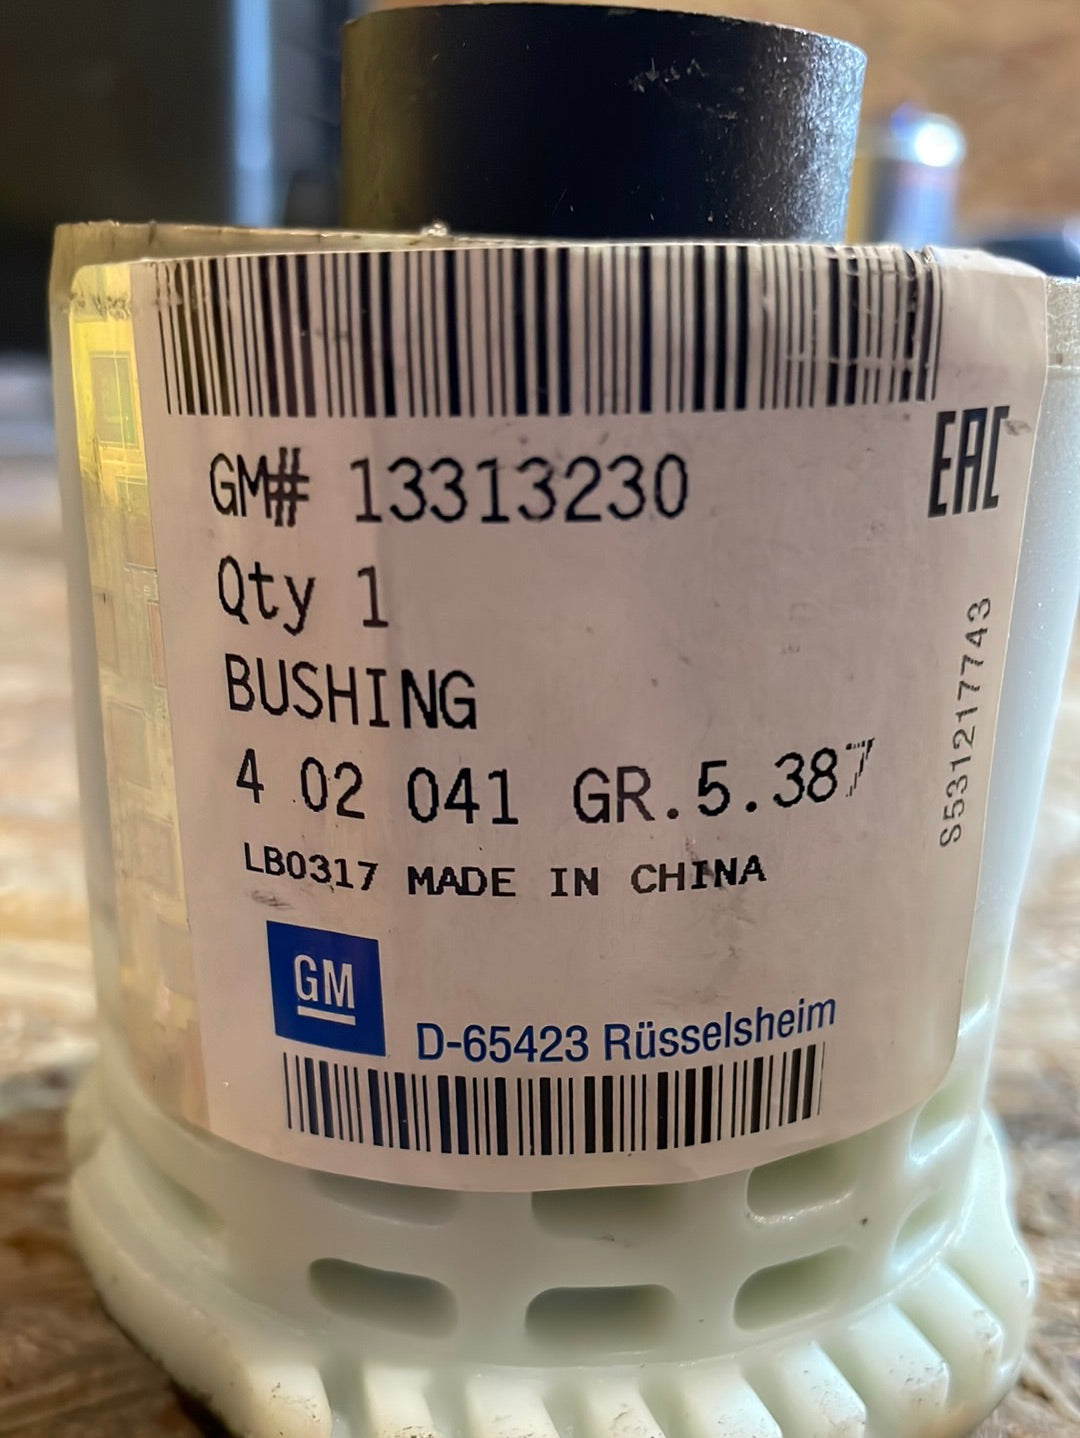 GM# 13313230
EAC
Qty 1
BUSHING
4 02 041 GR.5.387
LB0317 MADE IN CHINA
S531217743
GM
D-65423 Rüsselsheim